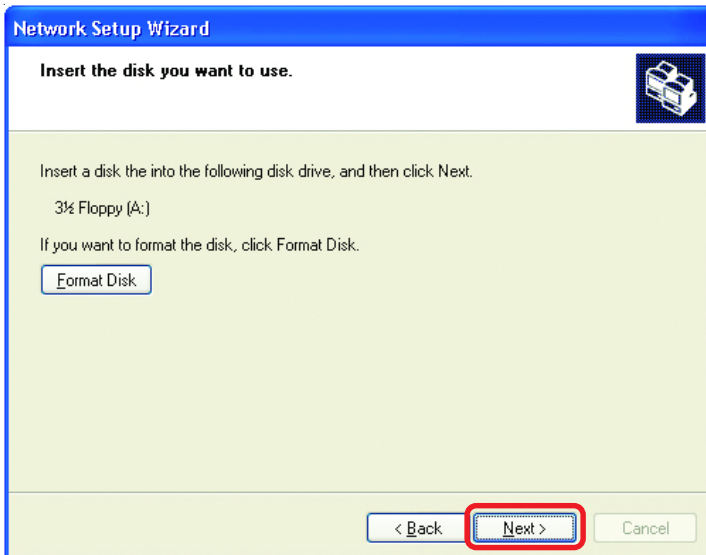 Network Setup Wizard
Insert the disk you want to use.
Insert a disk the into the following disk drive, and then click Next.
3½ Floppy (A:)
If you want to format the disk, click Format Disk.
Format Disk
< Back Next > Cancel